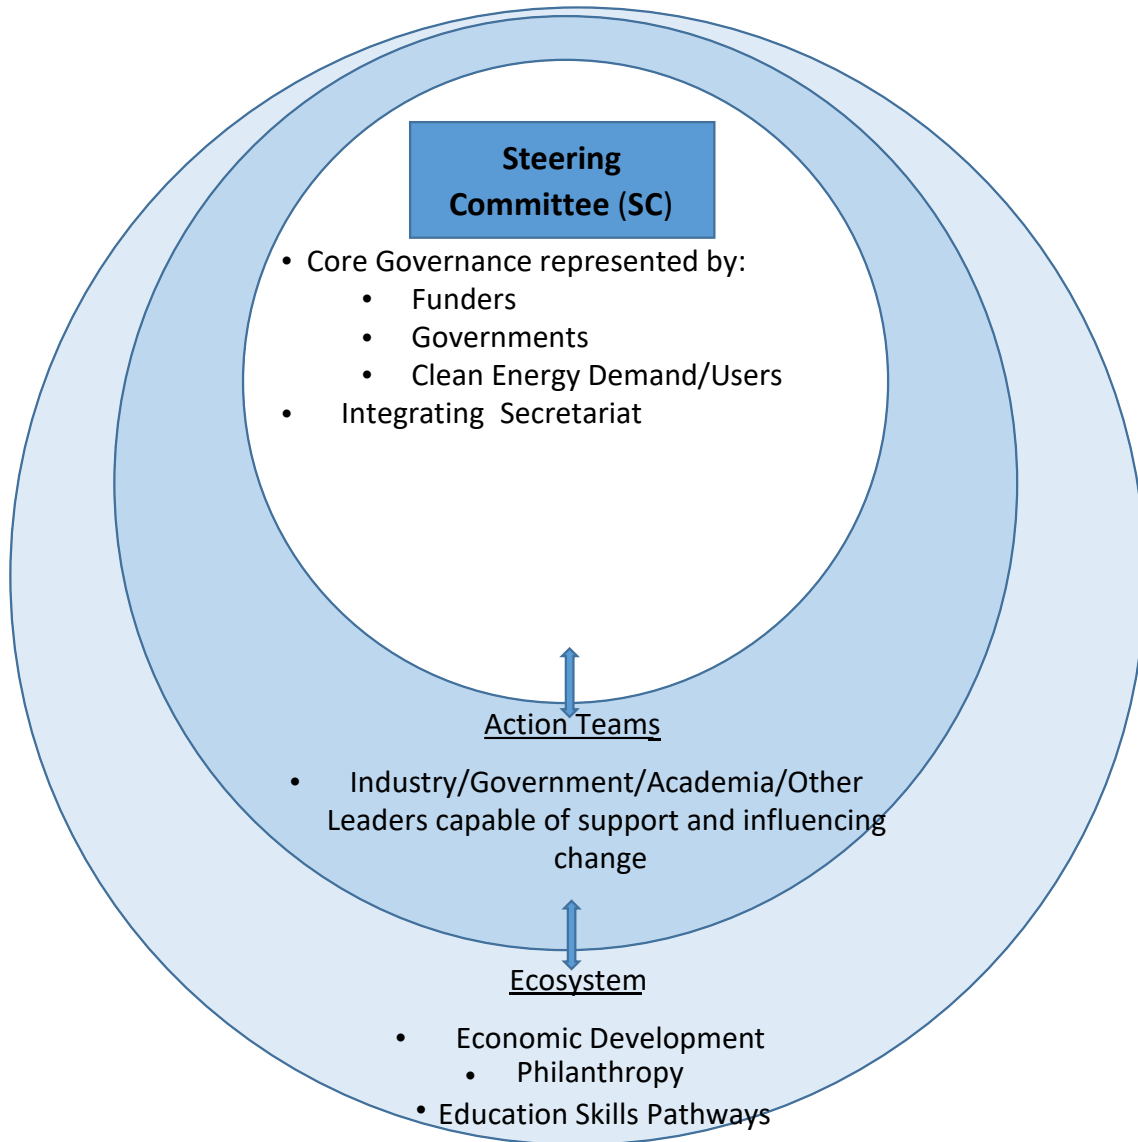 Steering
Committee (SC)
• Core Governance represented by:
• Funders
• Governments
• Clean Energy Demand/Users
• Integrating Secretariat
Action Teams
• Industry/Government/Academia/Other
Leaders capable of support and influencing
change
Ecosystem
• Economic Development
• Philanthropy
• Education Skills Pathways